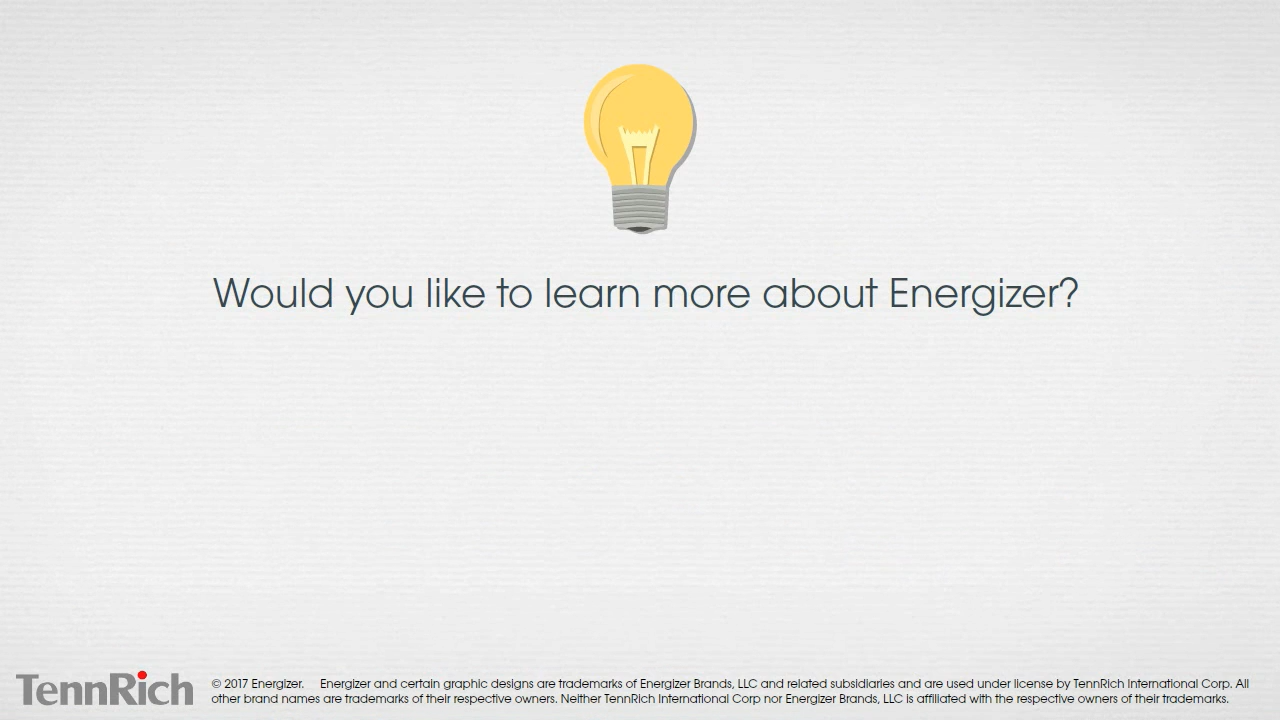 Would you like to learn more about Energizer?
TennRich
© 2017 Energizer. Energizer and certain graphic designs are trademarks of Energizer Brands, LLC and related subsidiaries and are used under license by TennRich International Corp. All
other brand names are trademarks of their respective owners. Neither TennRich International Corp nor Energizer Brands, LLC is affiliated with the respective owners of their trademarks.